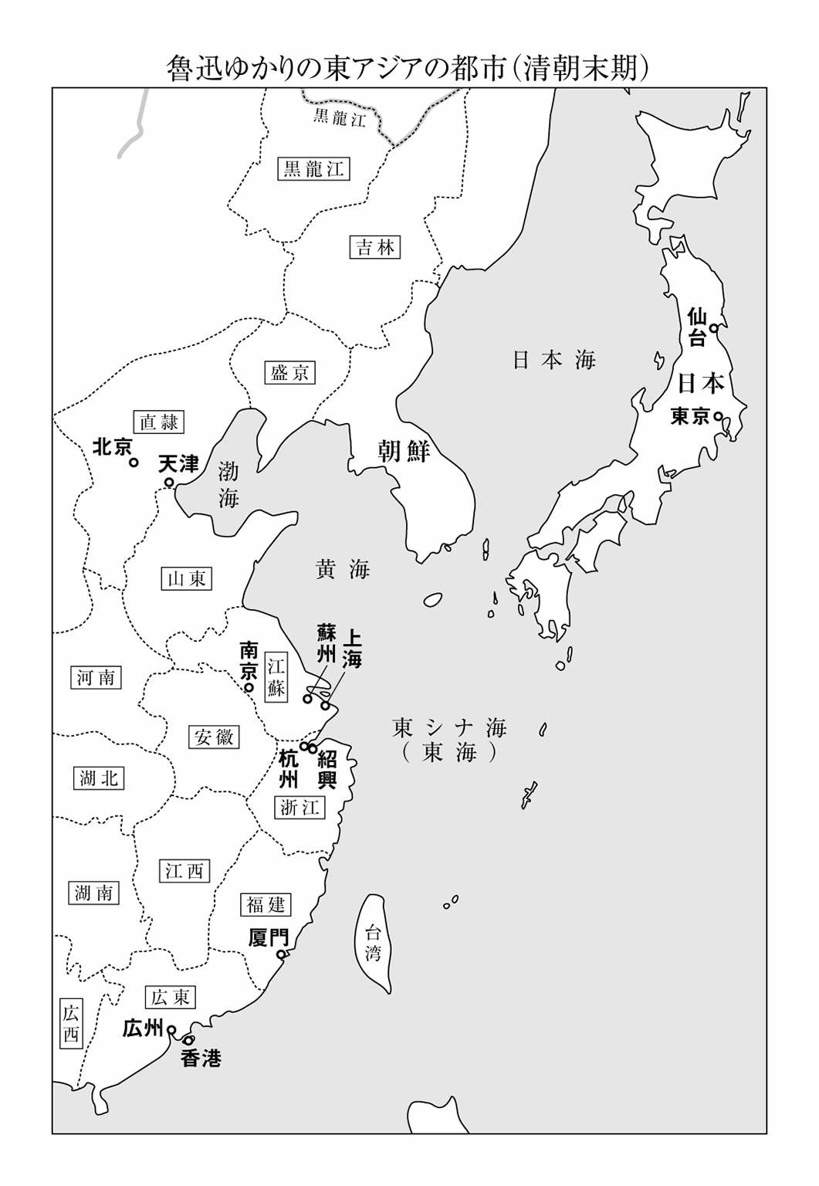 魯迅ゆかりの東アジアの都市（清朝末期）
黒龍江
黒龍江
吉林
仙台
日本海
盛京
日本
東京
直隷
北京
天津
朝鮮
渤海
黄海
山東
蘇州
上海
南京
江蘇
河南
東シナ海
（東海）
安徽
杭州
紹興
湖北
浙江
江西
湖南
福建
厦門
台湾
広東
広西
広州
香港